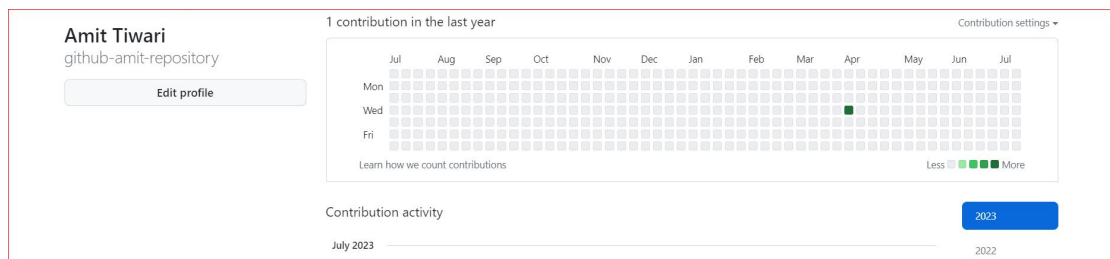 Amit Tiwari
github-amit-repository
Edit profile
1 contribution in the last year
Contribution settings
Jul Aug Sep Oct Nov Dec Jan Feb Mar Apr May Jun Jul
Mon
Wed
Fri
Learn how we count contributions
Less More
Contribution activity
2023
July 2023
2022